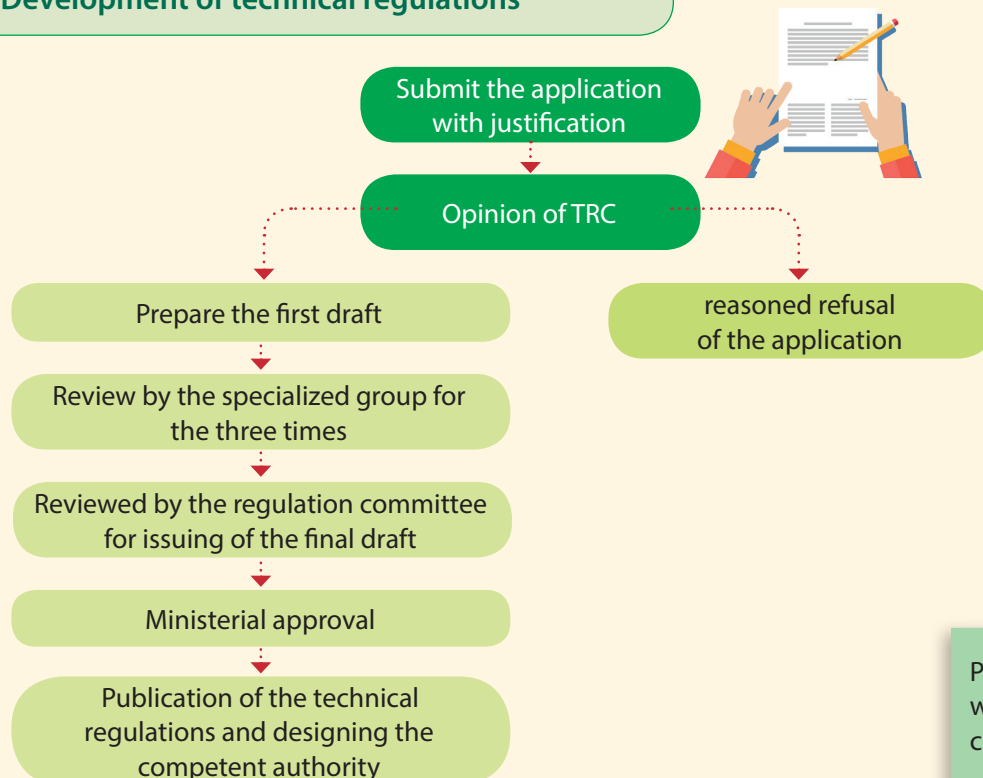 Development of technical regulations
Submit the application
with justification
Opinion of TRC
Prepare the first draft
reasoned refusal
of the application
Review by the specialized group for
the three times
Reviewed by the regulation committee
for issuing of the final draft
Ministerial approval
Publication of the technical
regulations and designing the
competent authority